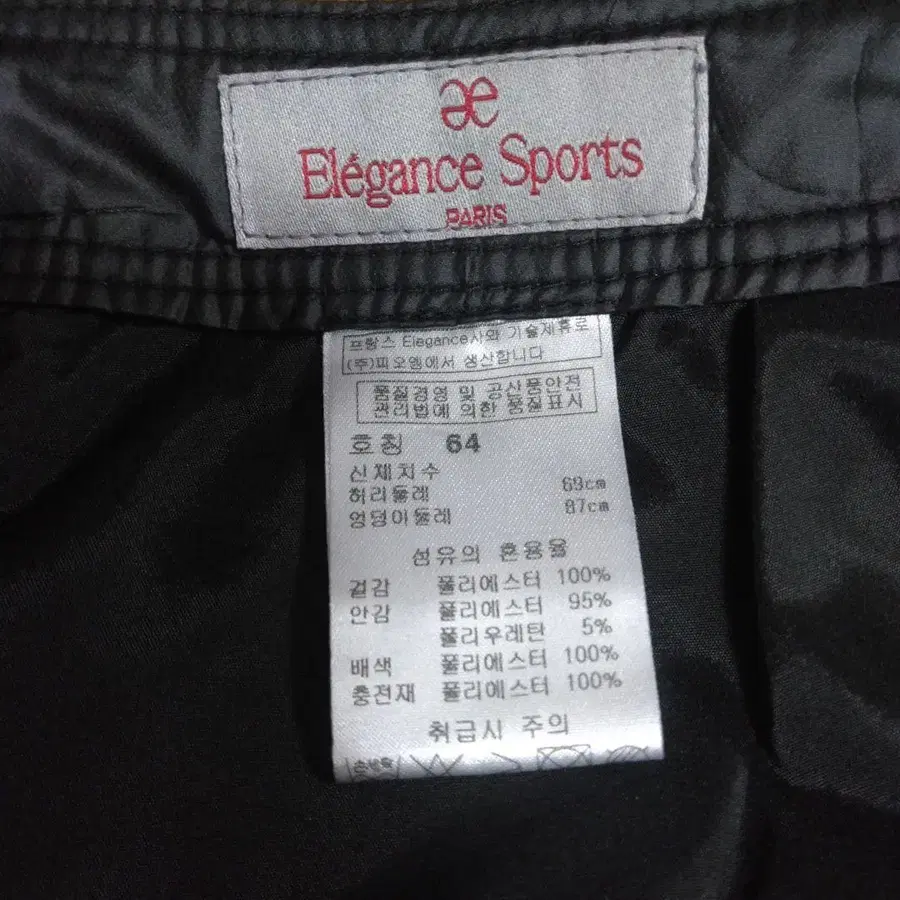 æ
Elégance Sports
PARIS
프랑스 Elegance사와 기술제휴로
(주)피오엠에서 생산합니다
품질경영 및 공산품안전
관리법에 의한 품질표시
호칭 64
신체치수
허리둘레 69cm
엉덩이둘레 87cm
섬유의 혼용율
겉감 폴리에스터 100%
안감 폴리에스터 95%
폴리우레탄 5%
배색 폴리에스터 100%
충전재 폴리에스터 100%
취급시 주의
손세탁